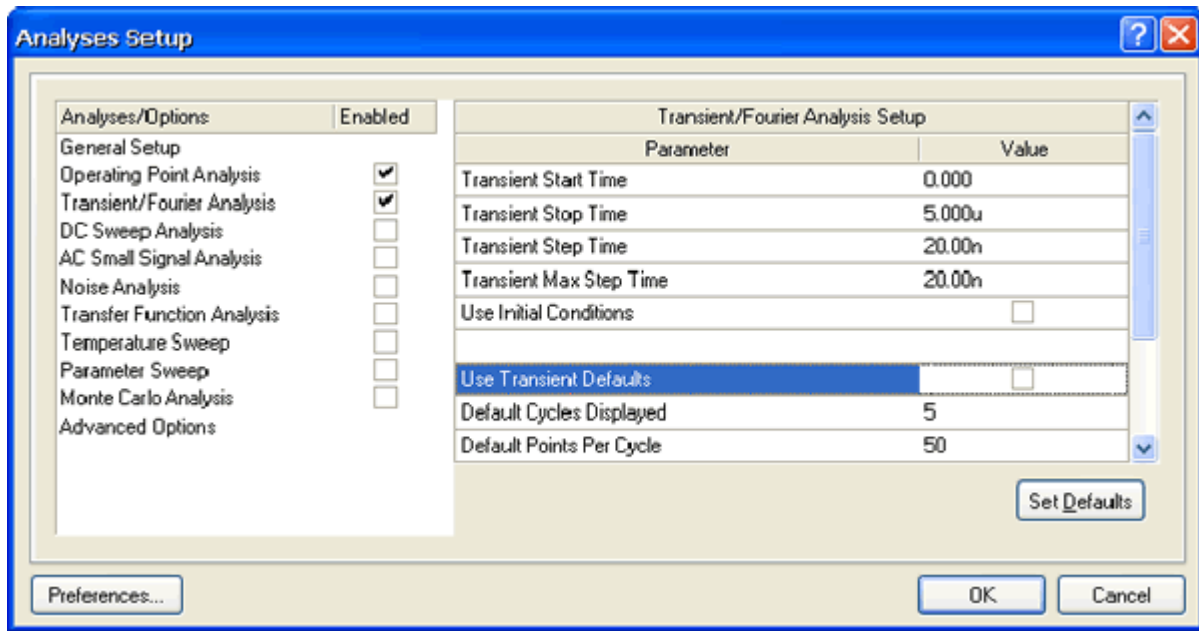 Analyses Setup
Analyses/Options Enabled
General Setup
Operating Point Analysis
Transient/Fourier Analysis
DC Sweep Analysis
AC Small Signal Analysis
Noise Analysis
Transfer Function Analysis
Temperature Sweep
Parameter Sweep
Monte Carlo Analysis
Advanced Options
Transient/Fourier Analysis Setup
Parameter Value
Transient Start Time 0.000
Transient Stop Time 5.000u
Transient Step Time 20.00n
Transient Max Step Time 20.00n
Use Initial Conditions
Use Transient Defaults
Default Cycles Displayed 5
Default Points Per Cycle 50
Set Defaults
Preferences... OK Cancel